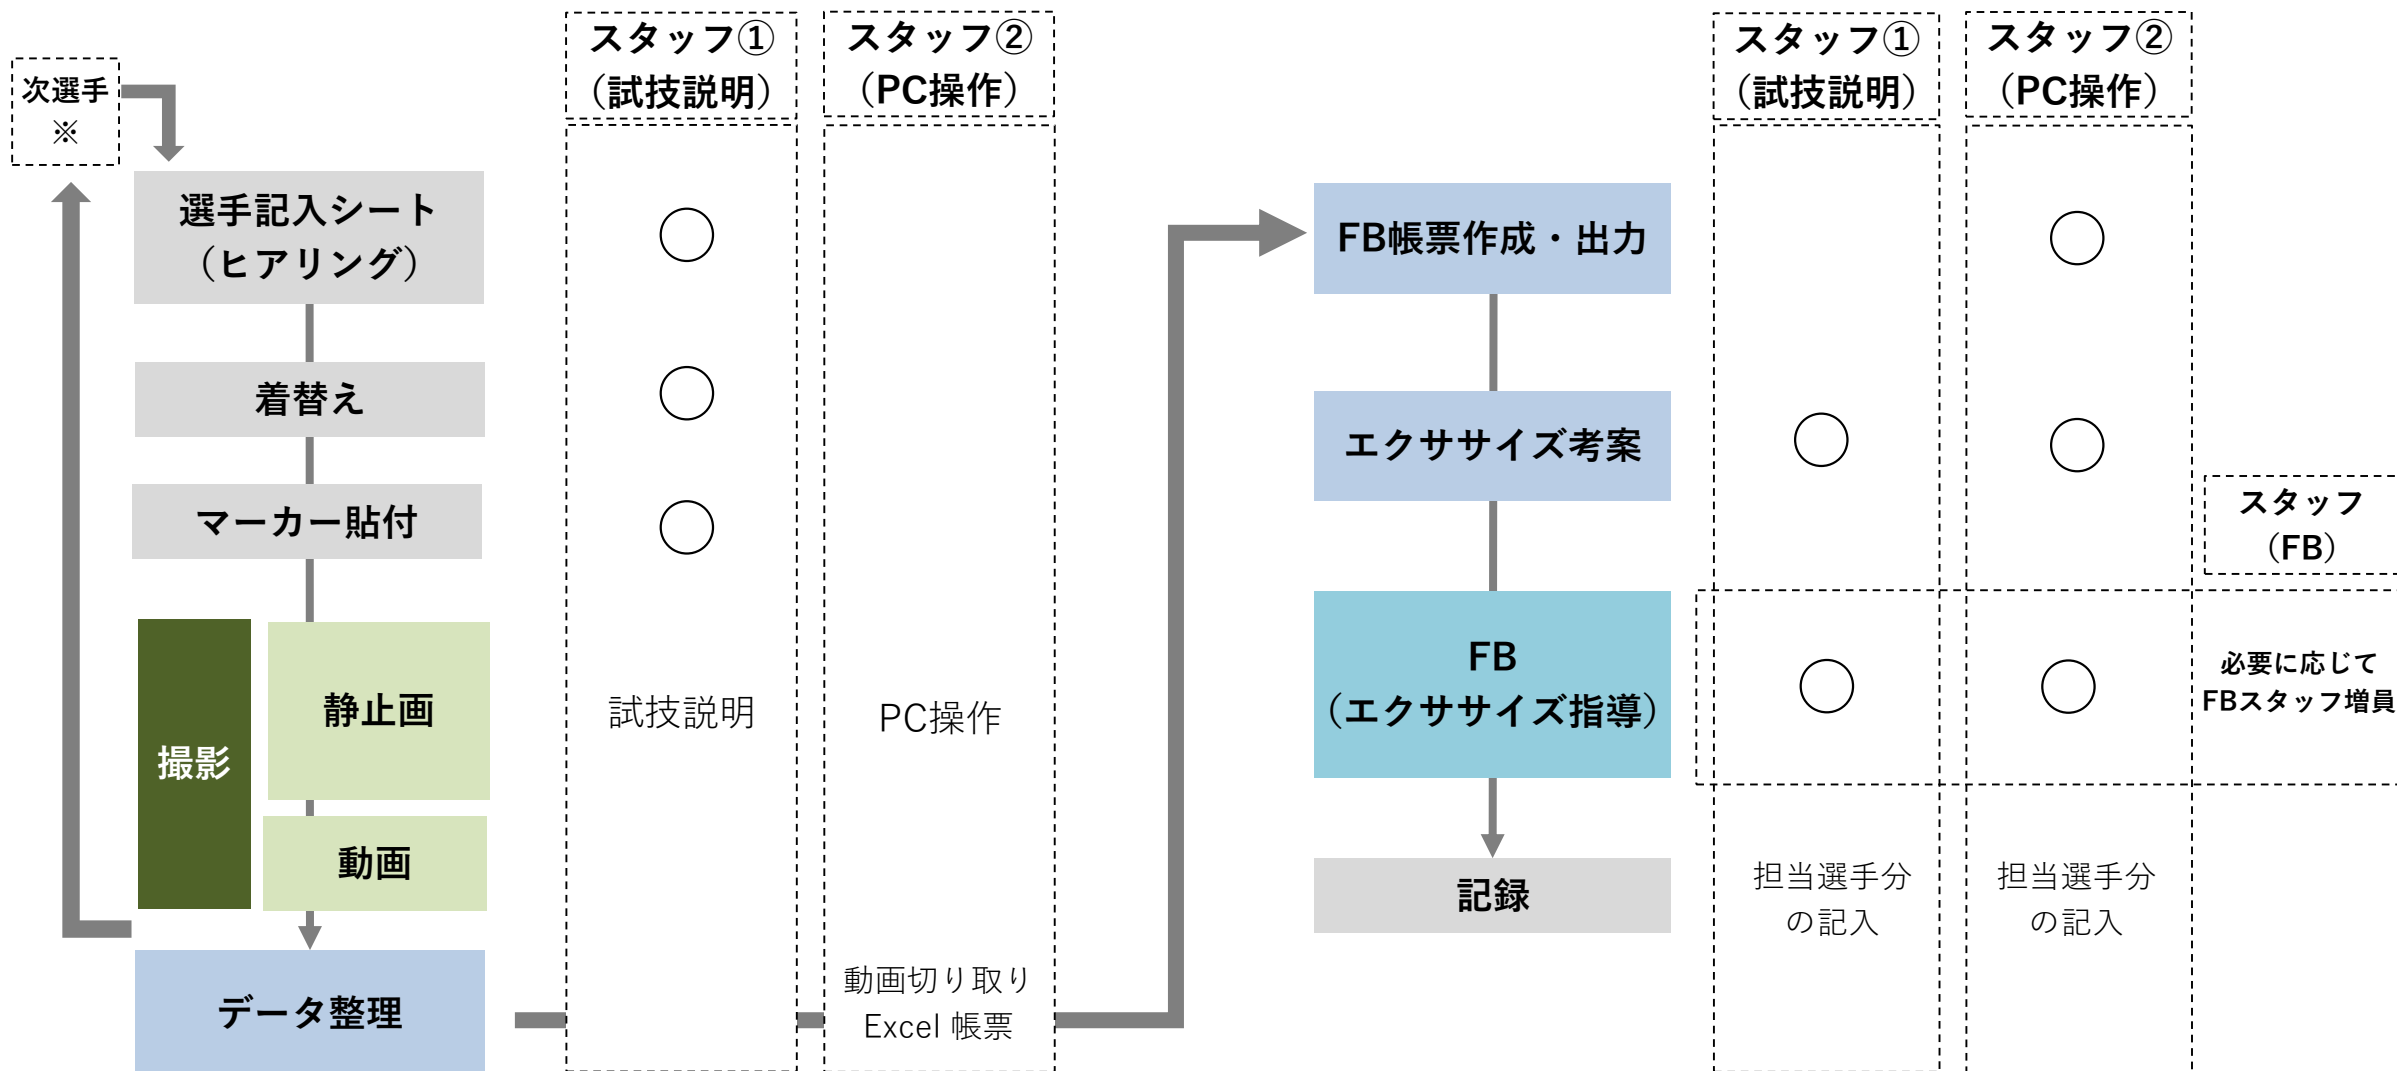 スタッフ①
（試技説明）
スタッフ②
（PC操作）
スタッフ①
（試技説明）
スタッフ②
（PC操作）
次選手
※
選手記入シート
（ヒアリング）
○
着替え
○
マーカー貼付
○
撮影
静止画
動画
試技説明
PC操作
データ整理
動画切り取り
Excel 帳票
FB帳票作成・出力
○
エクササイズ考案
○
○
スタッフ
（FB）
FB
（エクササイズ指導）
○
○
必要に応じて
FBスタッフ増員
記録
担当選手分
の記入
担当選手分
の記入